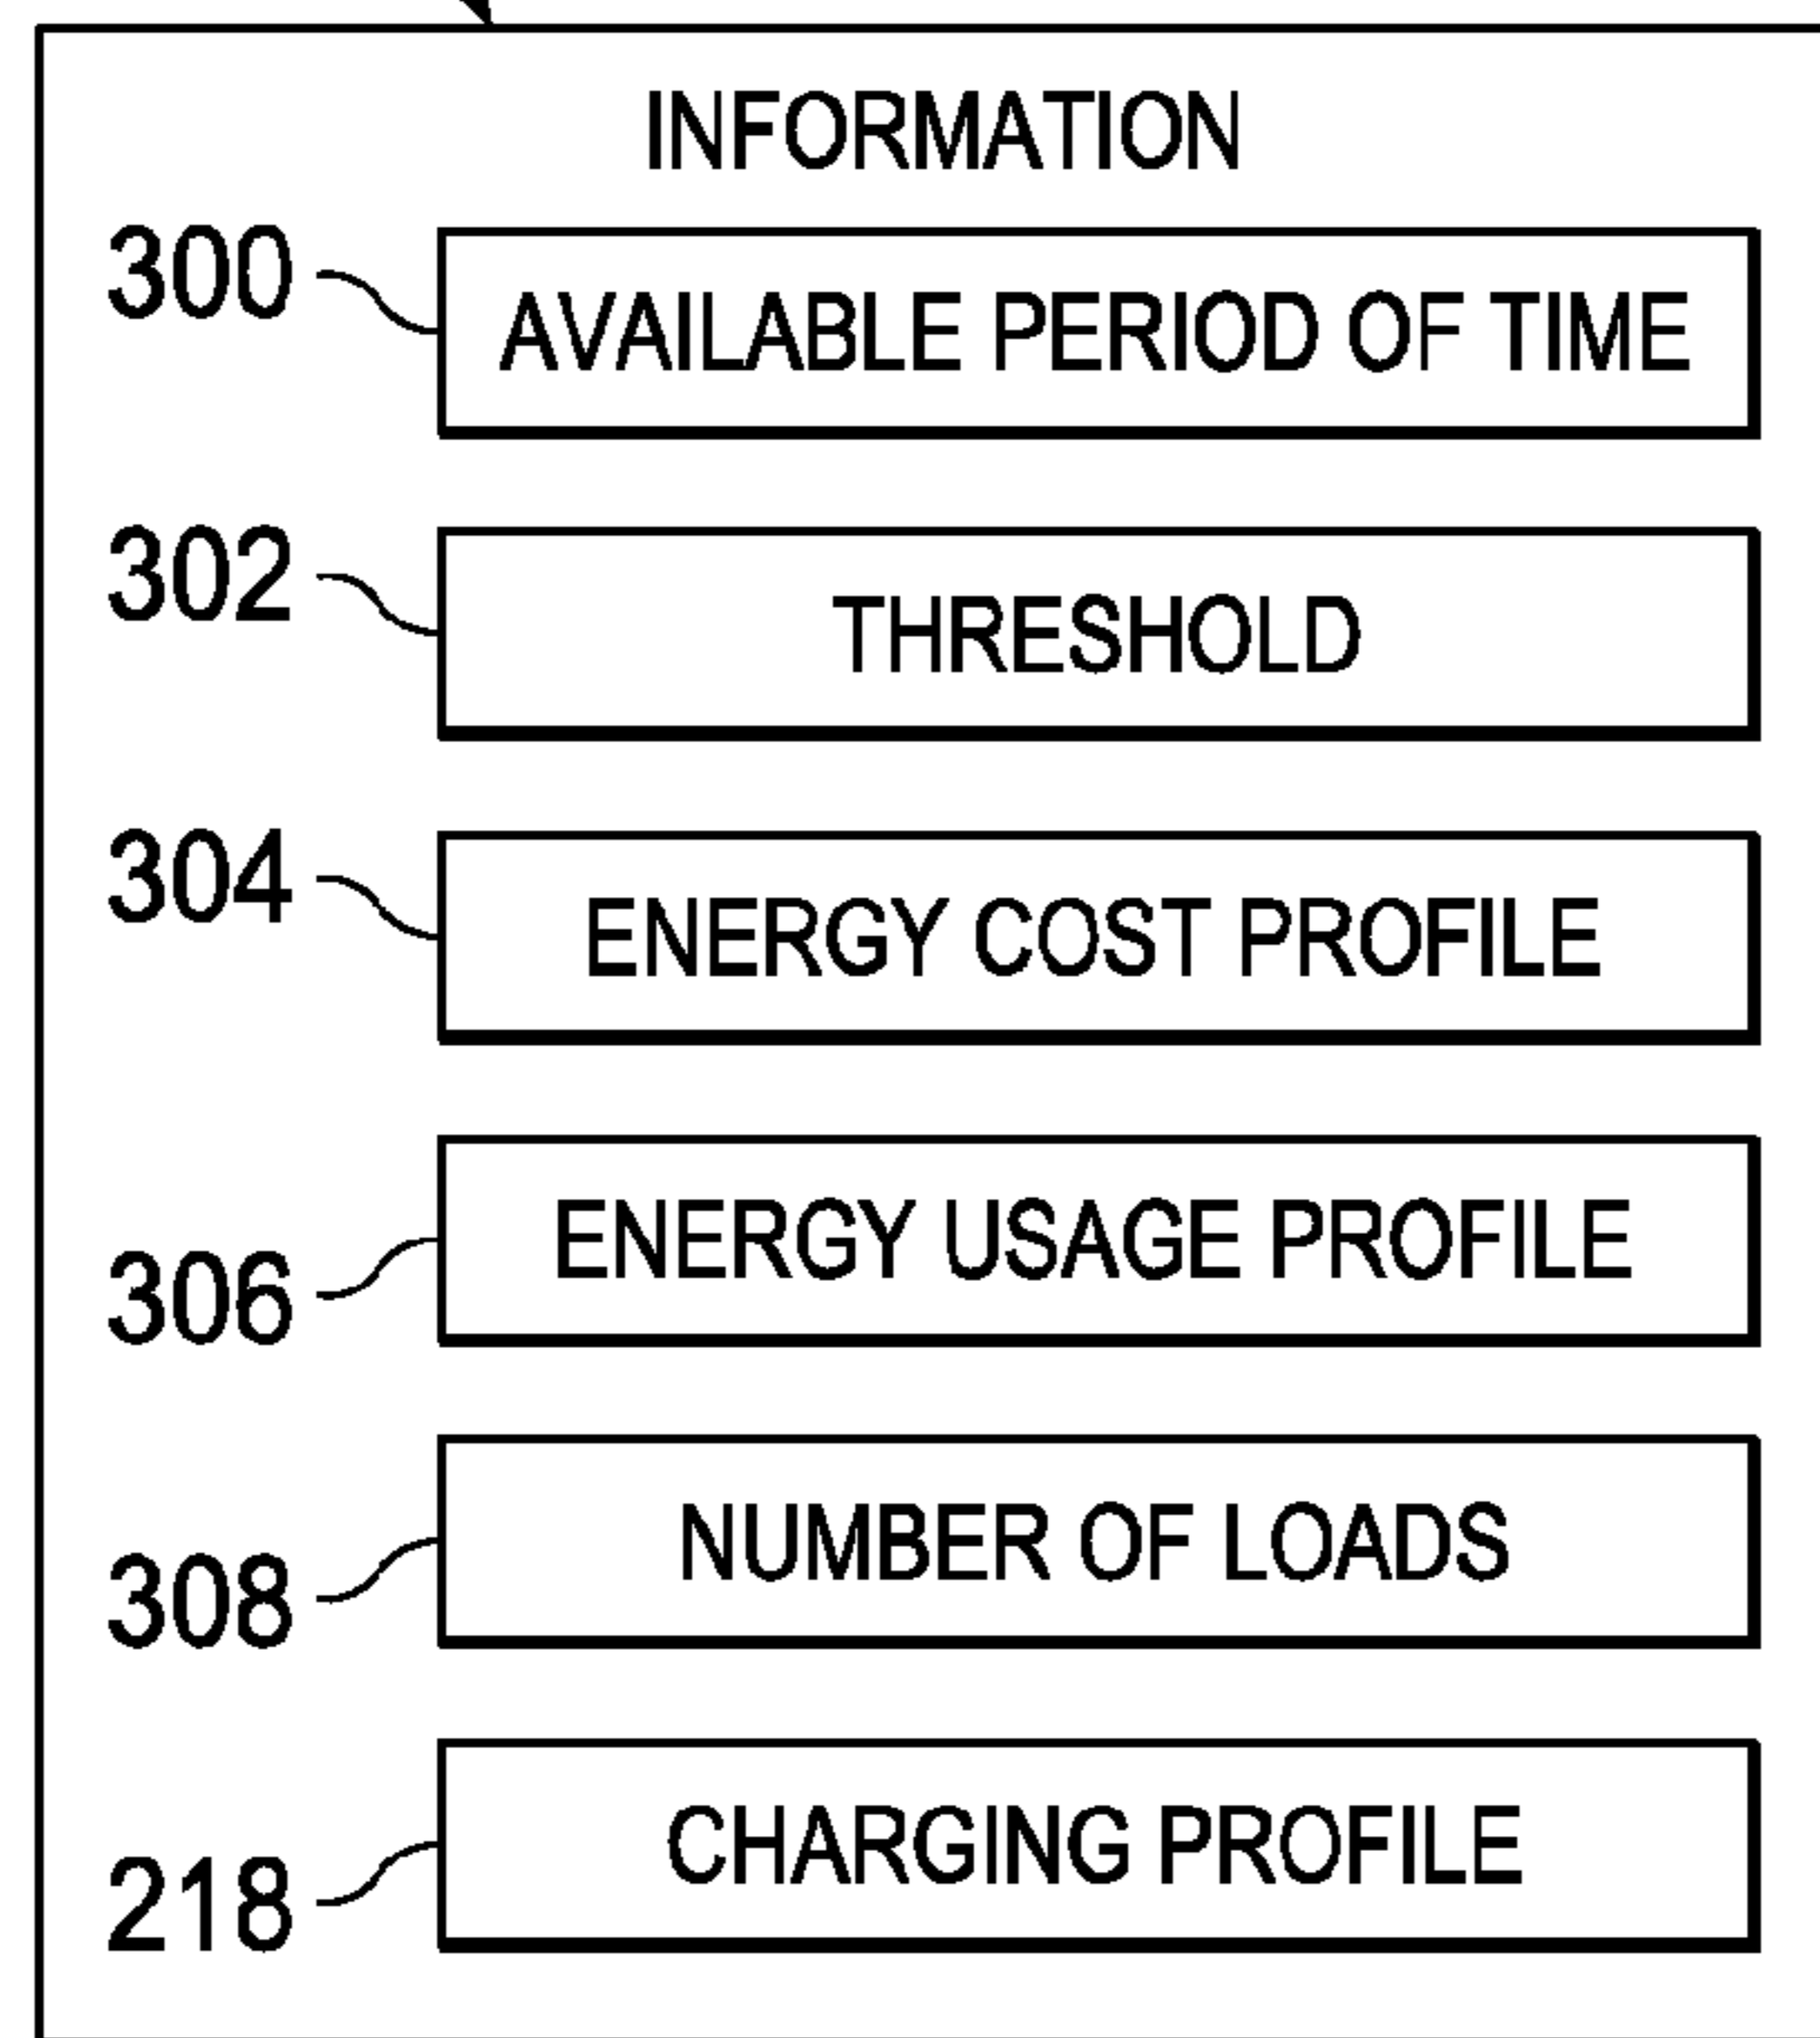 INFORMATION
300 AVAILABLE PERIOD OF TIME
302 THRESHOLD
304 ENERGY COST PROFILE
306 ENERGY USAGE PROFILE
308 NUMBER OF LOADS
218 CHARGING PROFILE